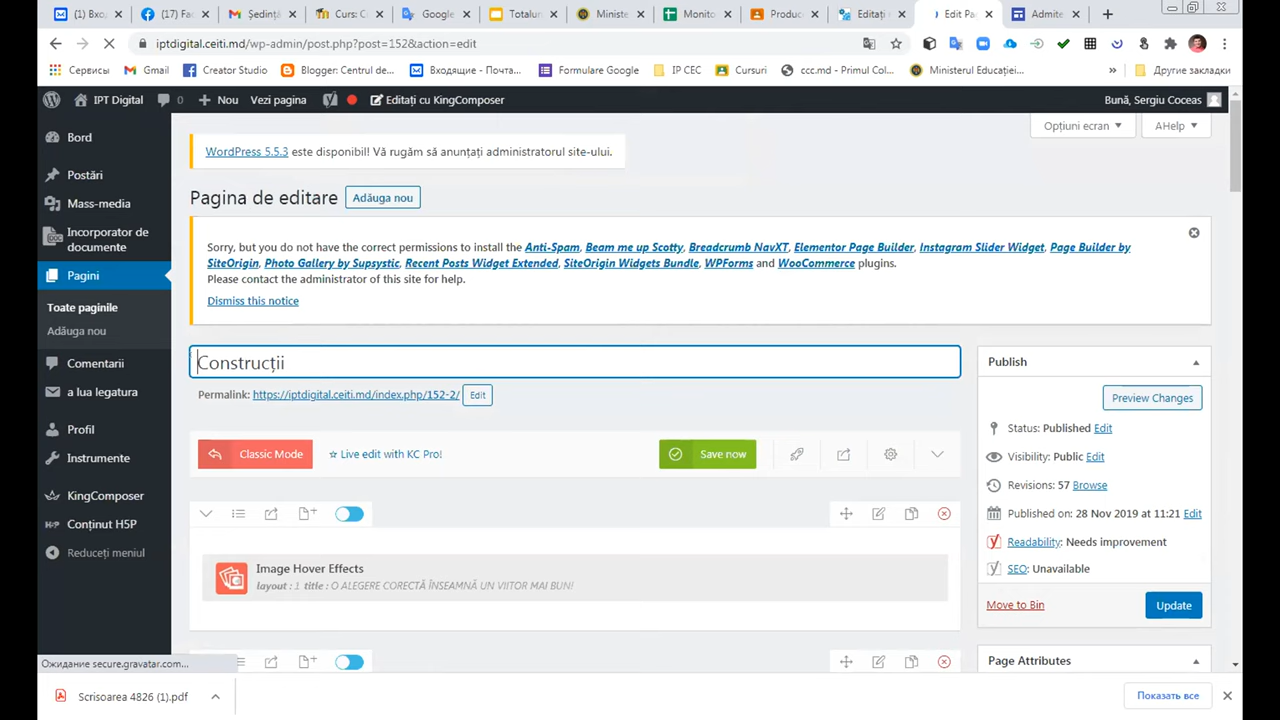 (1) Вхо
(17) Fac
Ședinț
Curs: C
Google
Totalur
Ministe
Monito
Produc
Editați
Edit Pa
Admite
iptdigital.ceiti.md/wp-admin/post.php?post=152&action=edit
Сервисы Gmail Creator Studio Blogger: Centrul de... Входящие - Почта... Formulare Google IP CEC Cursuri ccc.md - Primul Col... Ministerul Educației... » Другие закладки
IPT Digital 0 Nou Vezi pagina Editați cu KingComposer Bună, Sergiu Coceas
Bord
Postări
Mass-media
Incorporator de
documente
Pagini
Toate paginile
Adăuga nou
Comentarii
a lua legatura
Profil
Instrumente
KingComposer
Conținut H5P
Reduceți meniul
Opțiuni ecran AHelp
WordPress 5.5.3 este disponibil! Vă rugăm să anunțați administratorul site-ului.
Pagina de editare Adăuga nou
Sorry, but you do not have the correct permissions to install the Anti-Spam, Beam me up Scotty, Breadcrumb NavXT, Elementor Page Builder, Instagram Slider Widget, Page Builder by
SiteOrigin, Photo Gallery by Supsystic, Recent Posts Widget Extended, SiteOrigin Widgets Bundle, WPForms and WooCommerce plugins.
Please contact the administrator of this site for help.
Dismiss this notice
Construcții
Permalink: https://iptdigital.ceiti.md/index.php/152-2/ Edit
Classic Mode Live edit with KC Pro! Save now
Image Hover Effects
layout : 1 title : O ALEGERE CORECTĂ ÎNSEAMNĂ UN VIITOR MAI BUN!
Publish
Preview Changes
Status: Published Edit
Visibility: Public Edit
Revisions: 57 Browse
Published on: 28 Nov 2019 at 11:21 Edit
Readability: Needs improvement
SEO: Unavailable
Move to Bin Update
Page Attributes
Ожидание secure.gravatar.com...
Scrisoarea 4826 (1).pdf
Показать все